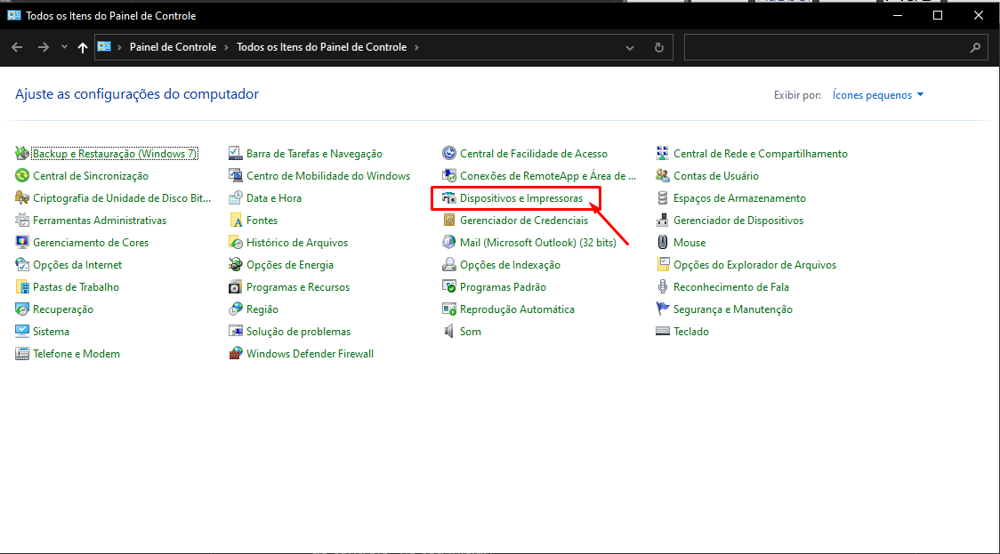 Todos os Itens do Painel de Controle
Painel de Controle > Todos os Itens do Painel de Controle >
Ajuste as configurações do computador
Exibir por: Ícones pequenos
Backup e Restauração (Windows 7)
Barra de Tarefas e Navegação
Central de Facilidade de Acesso
Central de Rede e Compartilhamento
Central de Sincronização
Centro de Mobilidade do Windows
Conexões de RemoteApp e Área de ...
Contas de Usuário
Criptografia de Unidade de Disco Bit...
Data e Hora
Dispositivos e Impressoras
Espaços de Armazenamento
Ferramentas Administrativas
Fontes
Gerenciador de Credenciais
Gerenciador de Dispositivos
Gerenciamento de Cores
Histórico de Arquivos
Mail (Microsoft Outlook) (32 bits)
Mouse
Opções da Internet
Opções de Energia
Opções de Indexação
Opções do Explorador de Arquivos
Pastas de Trabalho
Programas e Recursos
Programas Padrão
Reconhecimento de Fala
Recuperação
Região
Reprodução Automática
Segurança e Manutenção
Sistema
Solução de problemas
Som
Teclado
Telefone e Modem
Windows Defender Firewall